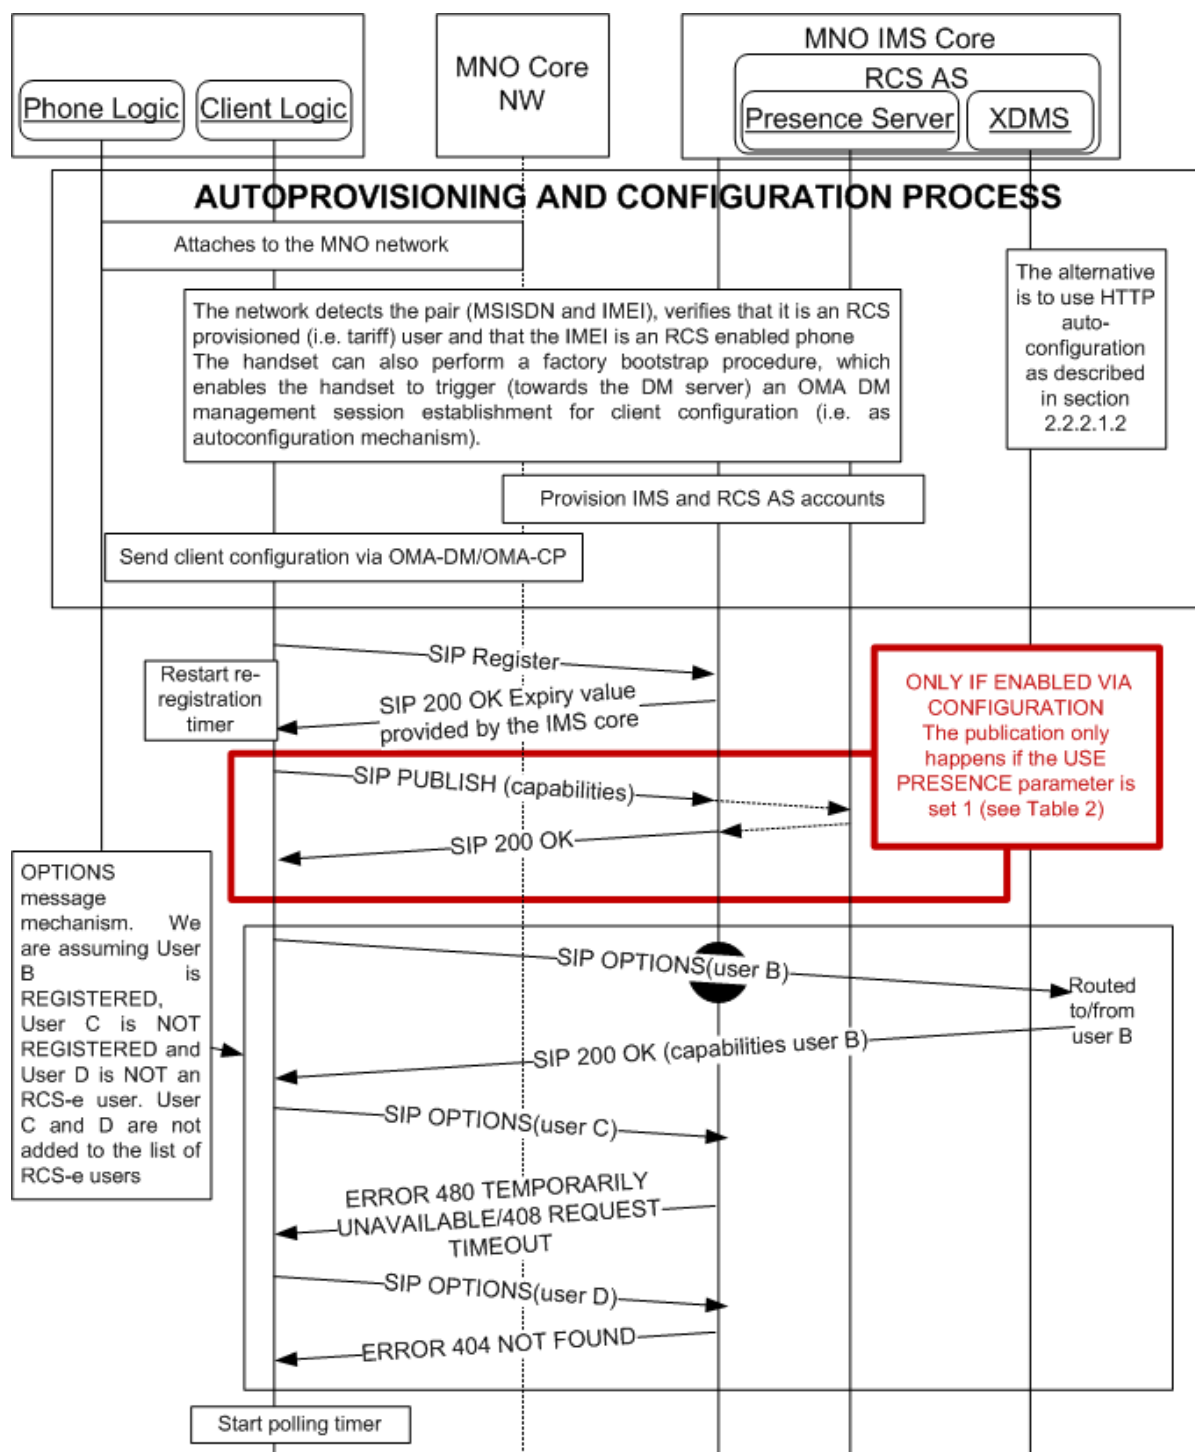 MNO IMS Core
RCS AS
MNO Core
NW
Phone Logic
Client Logic
Presence Server
XDMS
AUTOPROVISIONING AND CONFIGURATION PROCESS
Attaches to the MNO network
The network detects the pair (MSISDN and IMEI), verifies that it is an RCS
provisioned (i.e. tariff) user and that the IMEI is an RCS enabled phone
The handset can also perform a factory bootstrap procedure, which
enables the handset to trigger (towards the DM server) an OMA DM
management session establishment for client configuration (i.e. as
autoconfiguration mechanism).
The alternative
is to use HTTP
auto-
configuration
as described
in section
2.2.2.1.2
Provision IMS and RCS AS accounts
Send client configuration via OMA-DM/OMA-CP
SIP Register
Restart re-
registration
timer
SIP 200 OK Expiry value
provided by the IMS core
ONLY IF ENABLED VIA
CONFIGURATION
The publication only
happens if the USE
PRESENCE parameter is
set 1 (see Table 2)
SIP PUBLISH (capabilities)
SIP 200 OK
OPTIONS
message
mechanism. We
are assuming User
B is
REGISTERED,
User C is NOT
REGISTERED and
User D is NOT an
RCS-e user. User
C and D are not
added to the list of
RCS-e users
SIP OPTIONS(user B)
Routed
to/from
user B
SIP 200 OK (capabilities user B)
SIP OPTIONS(user C)
ERROR 480 TEMPORARILY
UNAVAILABLE/408 REQUEST
TIMEOUT
SIP OPTIONS(user D)
ERROR 404 NOT FOUND
Start polling timer